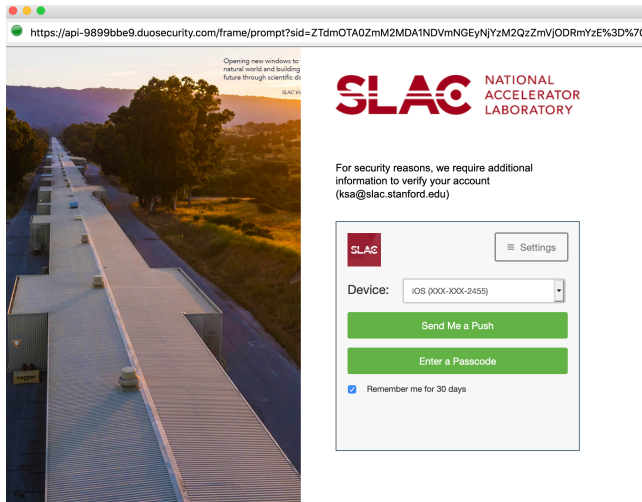 https://api-9899bbe9.duosecurity.com/frame/prompt?sid=ZTdmOTA0ZmM2MDA1NDVmNGEyNjYzM2QzZmVjODRmYzE%3D%7C
Opening new windows to
natural world and building
future through scientific di
SLAC
SLAC NATIONAL
ACCELERATOR
LABORATORY
For security reasons, we require additional
information to verify your account
(ksa@slac.stanford.edu)
SLAC
≡ Settings
Device: iOS (XXX-XXX-2455)
Send Me a Push
Enter a Passcode
Remember me for 30 days